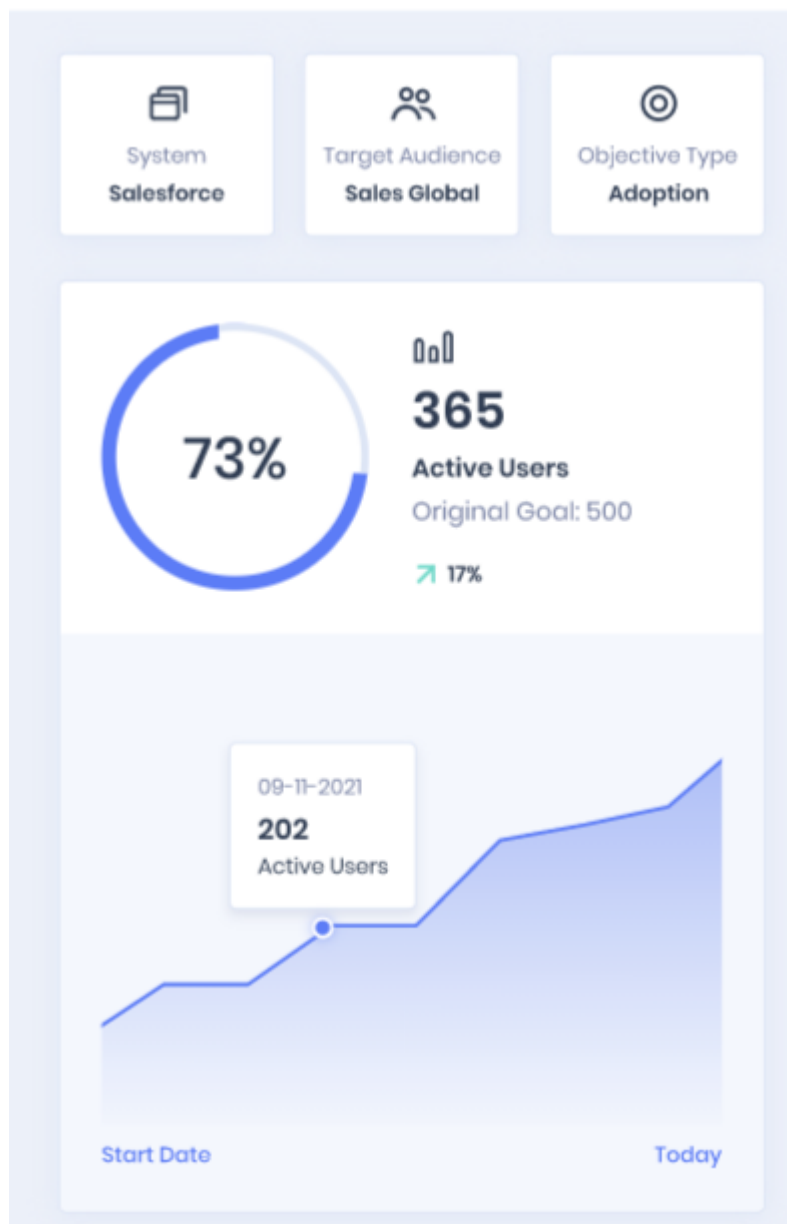 System
Salesforce
Target Audience
Sales Global
Objective Type
Adoption
73%
365
Active Users
Original Goal: 500
17%
09-11-2021
202
Active Users
Start Date
Today